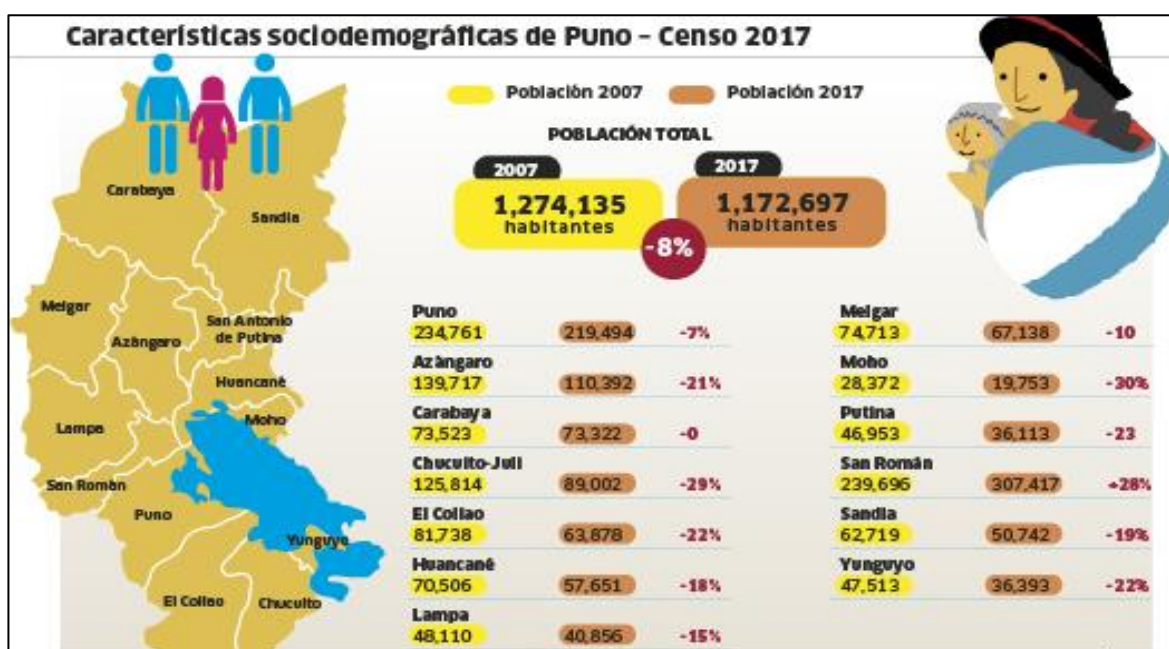 Características sociodemográficas de Puno – Censo 2017
Población 2007 Población 2017
POBLACIÓN TOTAL
2007 2017
1,274,135 1,172,697
habitantes habitantes
-8%
Carabaya
Sandia
Melgar
San Antonio
de Putina
Azángaro
Huancané
Moho
Lampa
San Román
Puno
Yunguyo
El Collao
Chucuito
Puno
234,761 219,494 -7%
Azángaro
139,717 110,392 -21%
Carabaya
73,523 73,322 -0
Chucuito-Juli
125,814 89,002 -29%
El Collao
81,738 63,878 -22%
Huancané
70,506 57,651 -18%
Lampa
48,110 40,856 -15%
Melgar
74,713 67,138 -10
Moho
28,372 19,753 -30%
Putina
46,953 36,113 -23
San Román
239,696 307,417 +28%
Sandia
62,719 50,742 -19%
Yunguyo
47,513 36,393 -22%